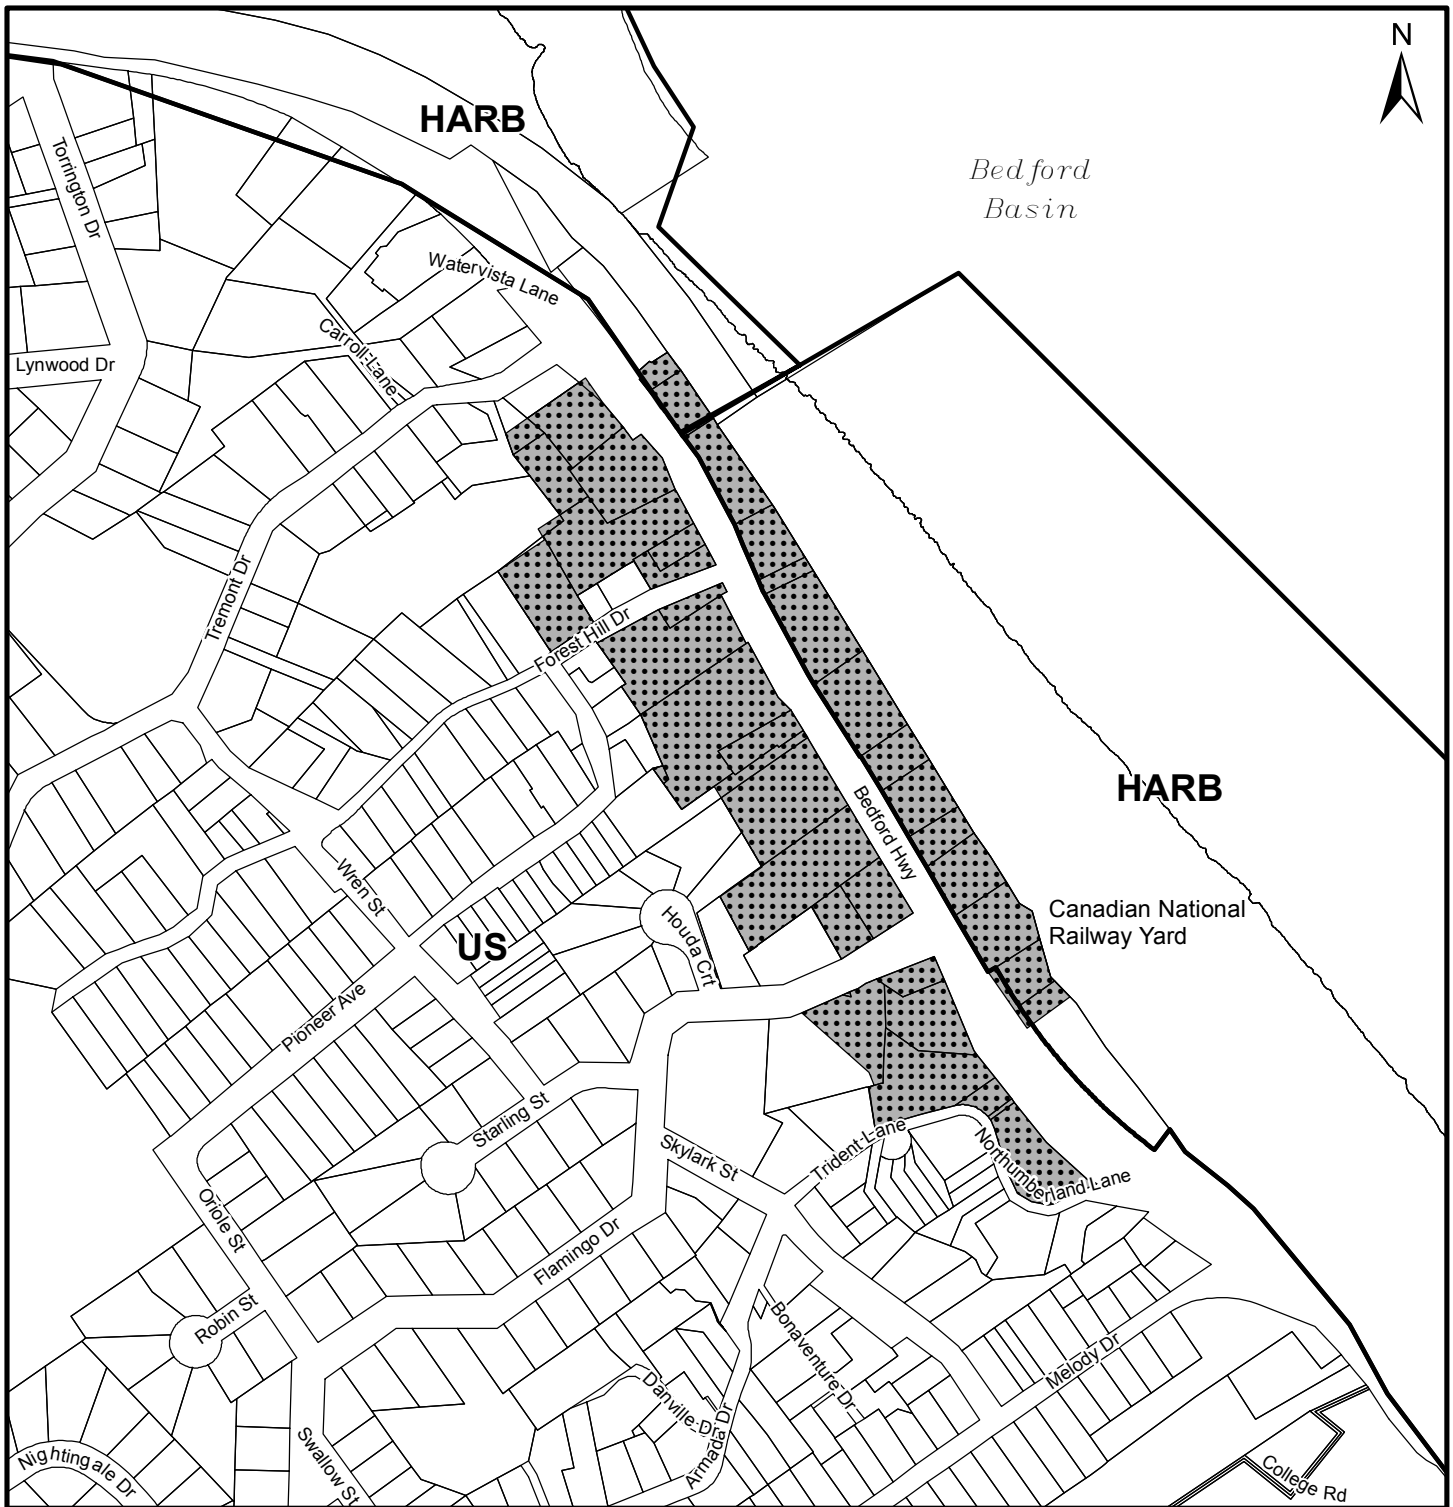 N
HARB
Bedford
Basin
Torrington Dr
Watervista Lane
Carroll Lane
Lynwood Dr
Tremont Dr
Forest Hill Dr
HARB
Bedford Hwy
Wren St
Canadian National
Railway Yard
Houda Crt
US
Pioneer Ave
Starling St
Skylark St
Trident Lane
Northumberland Lane
Oriole St
Flamingo Dr
Robin St
Bonaventure Dr
Melody Dr
Danville Dr
Armada Dr
Swallow St
Nightingale Dr
College Rd